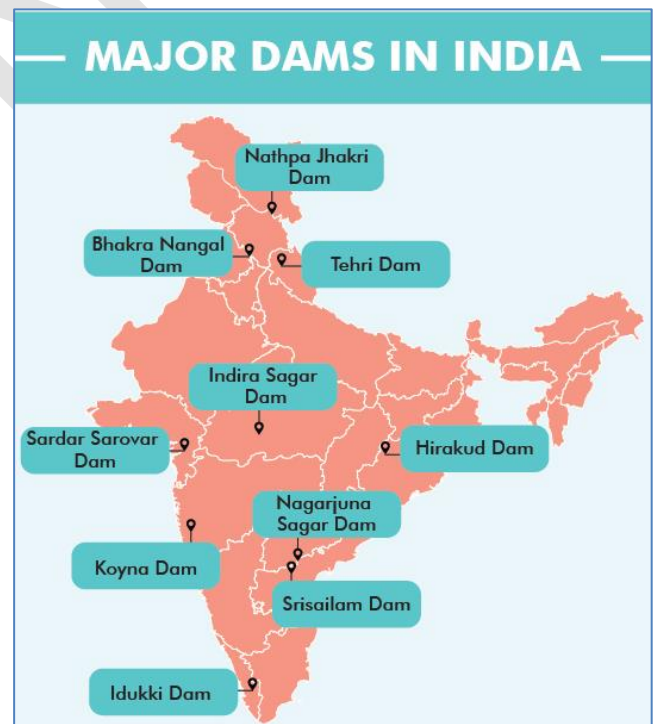 MAJOR DAMS IN INDIA
Nathpa Jhakri
Dam
Bhakra Nangal
Dam
Tehri Dam
Indira Sagar
Dam
Sardar Sarovar
Dam
Hirakud Dam
Nagarjuna
Sagar Dam
Koyna Dam
Srisailam Dam
Idukki Dam